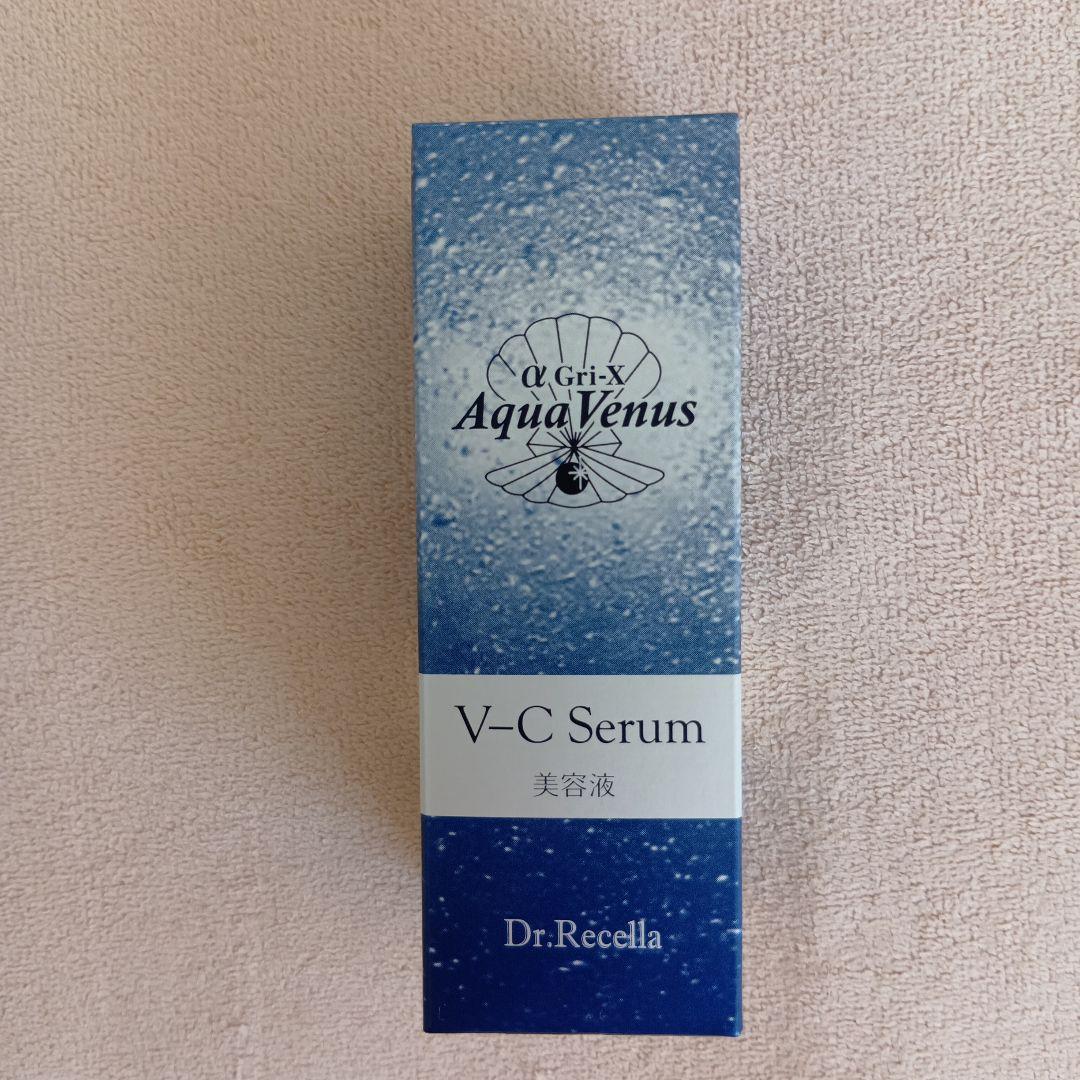 α Gri-X
Aqua Venus
V–C Serum
美容液
Dr.Recella